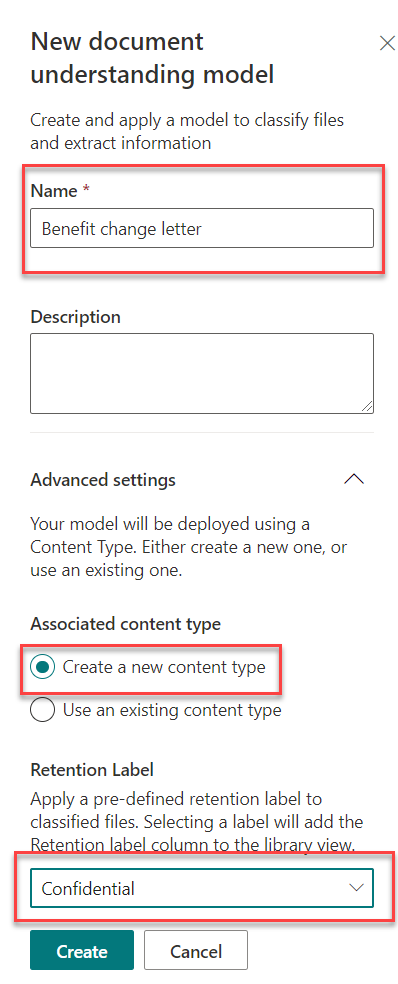 New document
understanding model
Create and apply a model to classify files
and extract information
Name *
Benefit change letter
Description
Advanced settings
Your model will be deployed using a
Content Type. Either create a new one, or
use an existing one.
Associated content type
Create a new content type
Use an existing content type
Retention Label
Apply a pre-defined retention label to
classified files. Selecting a label will add the
Retention label column to the library view.
Confidential
Create
Cancel